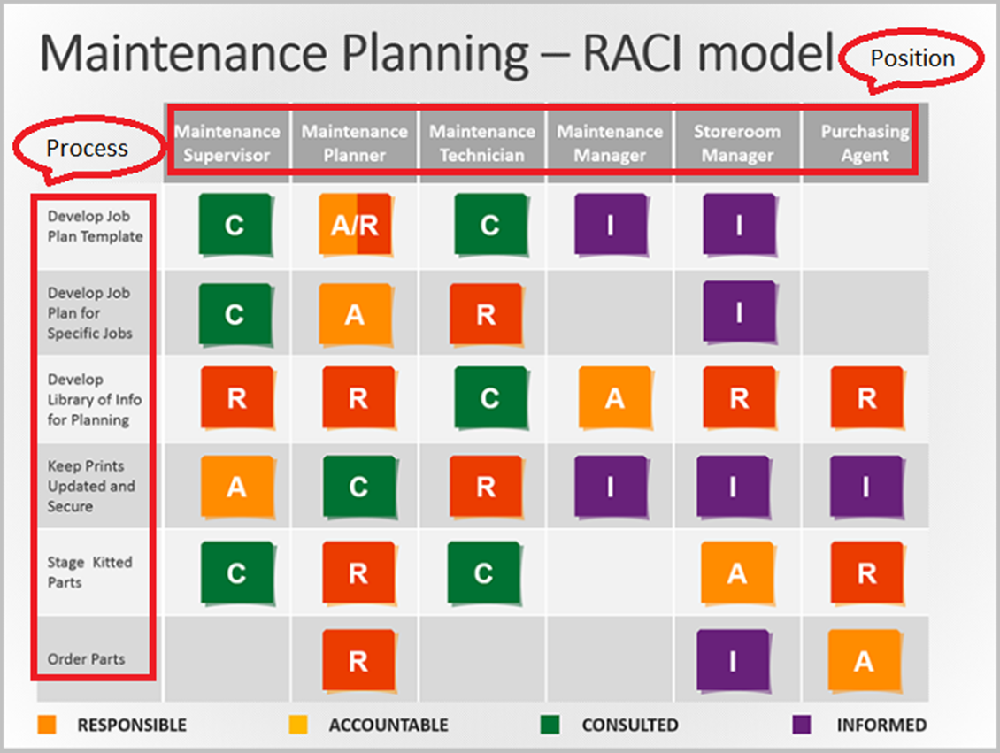 Maintenance Planning – RACI model
Position
Process
Maintenance Supervisor
Maintenance Planner
Maintenance Technician
Maintenance Manager
Storeroom Manager
Purchasing Agent
Develop Job
Plan Template
C A/R C I I
Develop Job
Plan for
Specific Jobs
C A R I
Develop
Library of Info
for Planning
R R C A R R
Keep Prints
Updated and
Secure
A C R I I I
Stage Kitted
Parts
C R C A R
Order Parts
R I A
RESPONSIBLE ACCOUNTABLE CONSULTED INFORMED